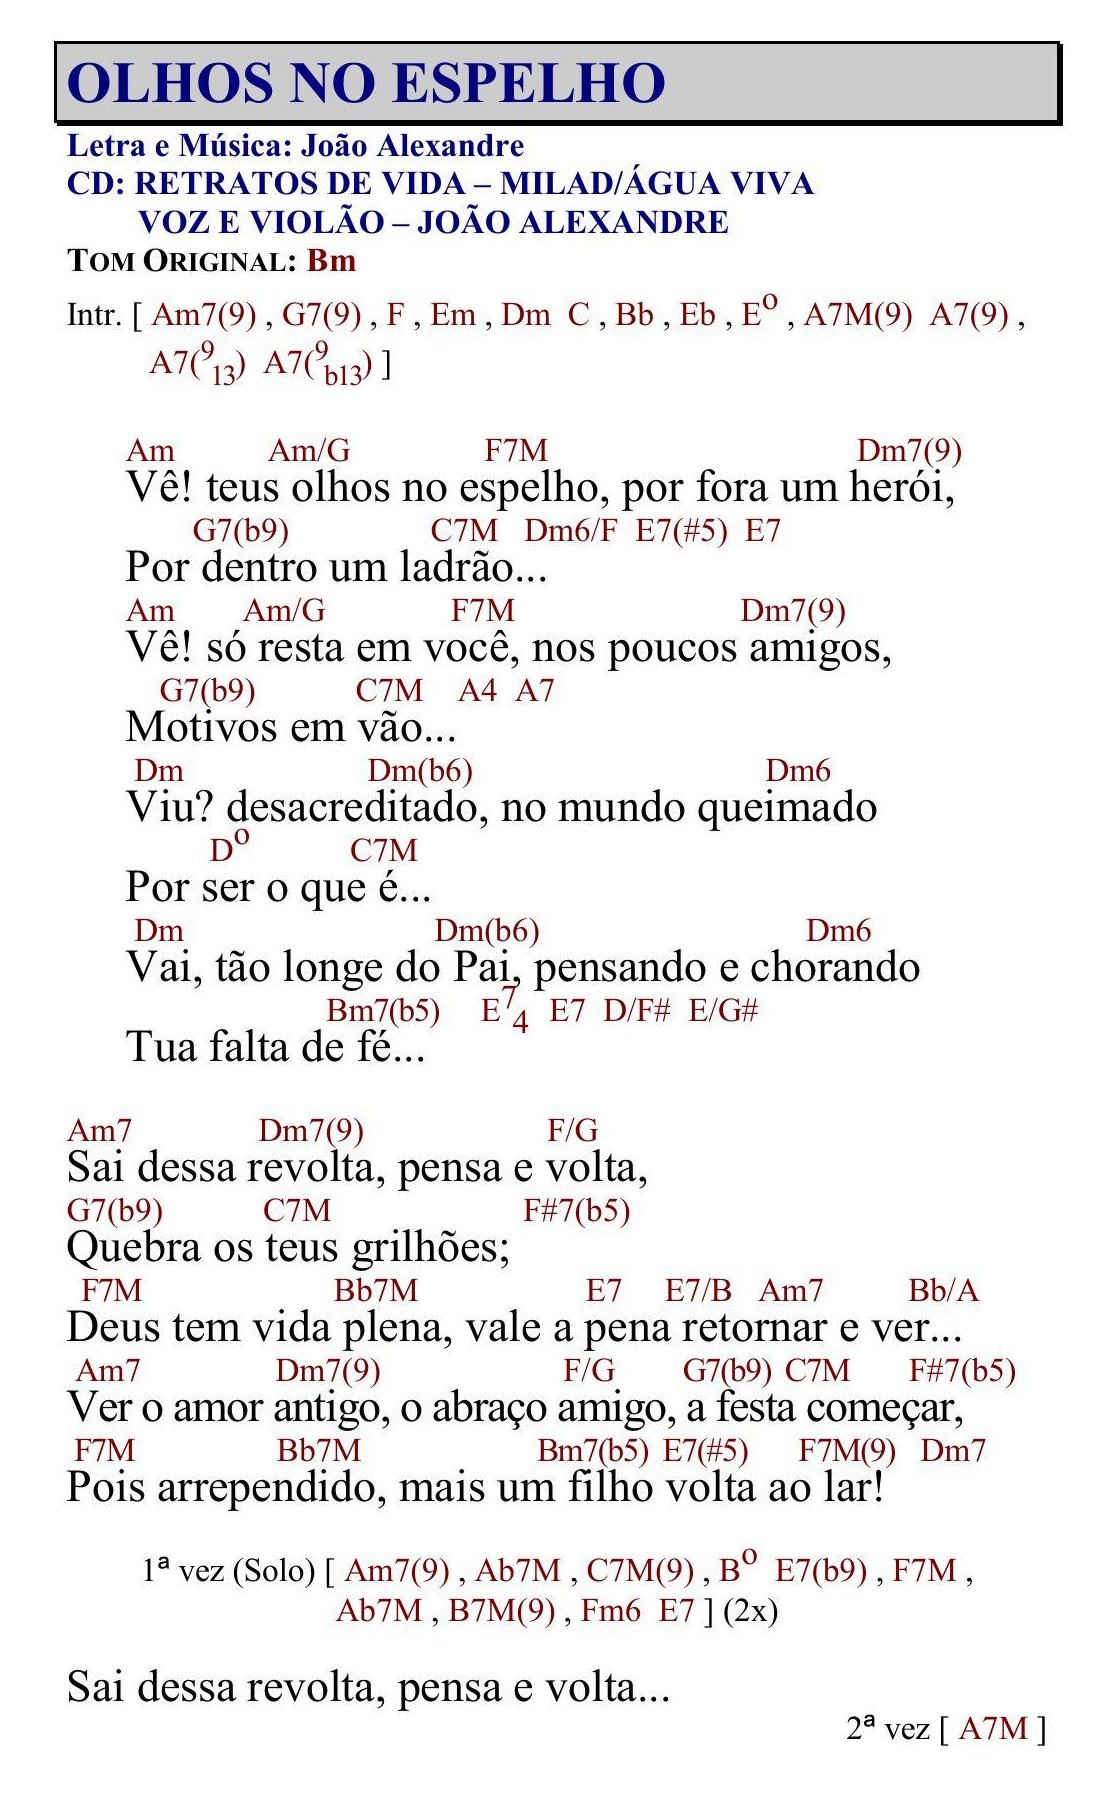 OLHOS NO ESPELHO
Letra e Música: João Alexandre
CD: RETRATOS DE VIDA – MILAD/ÁGUA VIVA
VOZ E VIOLÃO – JOÃO ALEXANDRE
TOM ORIGINAL: Bm
Intr. [ Am7(9) , G7(9) , F , Em , Dm C , Bb , Eb , Eº , A7M(9) A7(9) ,
A7(9 13) A7(9 b13) ]
Am Am/G F7M Dm7(9)
Vê! teus olhos no espelho, por fora um herói,
G7(b9) C7M Dm6/F E7(#5) E7
Por dentro um ladrão...
Am Am/G F7M Dm7(9)
Vê! só resta em você, nos poucos amigos,
G7(b9) C7M A4 A7
Motivos em vão...
Dm Dm(b6) Dm6
Viu? desacreditado, no mundo queimado
Dº C7M
Por ser o que é...
Dm Dm(b6) Dm6
Vai, tão longe do Pai, pensando e chorando
Bm7(b5) E7 4 E7 D/F# E/G#
Tua falta de fé...
Am7 Dm7(9) F/G
Sai dessa revolta, pensa e volta,
G7(b9) C7M F#7(b5)
Quebra os teus grilhões;
F7M Bb7M E7 E7/B Am7 Bb/A
Deus tem vida plena, vale a pena retornar e ver...
Am7 Dm7(9) F/G G7(b9) C7M F#7(b5)
Ver o amor antigo, o abraço amigo, a festa começar,
F7M Bb7M Bm7(b5) E7(#5) F7M(9) Dm7
Pois arrependido, mais um filho volta ao lar!
1ª vez (Solo) [ Am7(9) , Ab7M , C7M(9) , Bº E7(b9) , F7M ,
Ab7M , B7M(9) , Fm6 E7 ] (2x)
Sai dessa revolta, pensa e volta...
2ª vez [ A7M ]